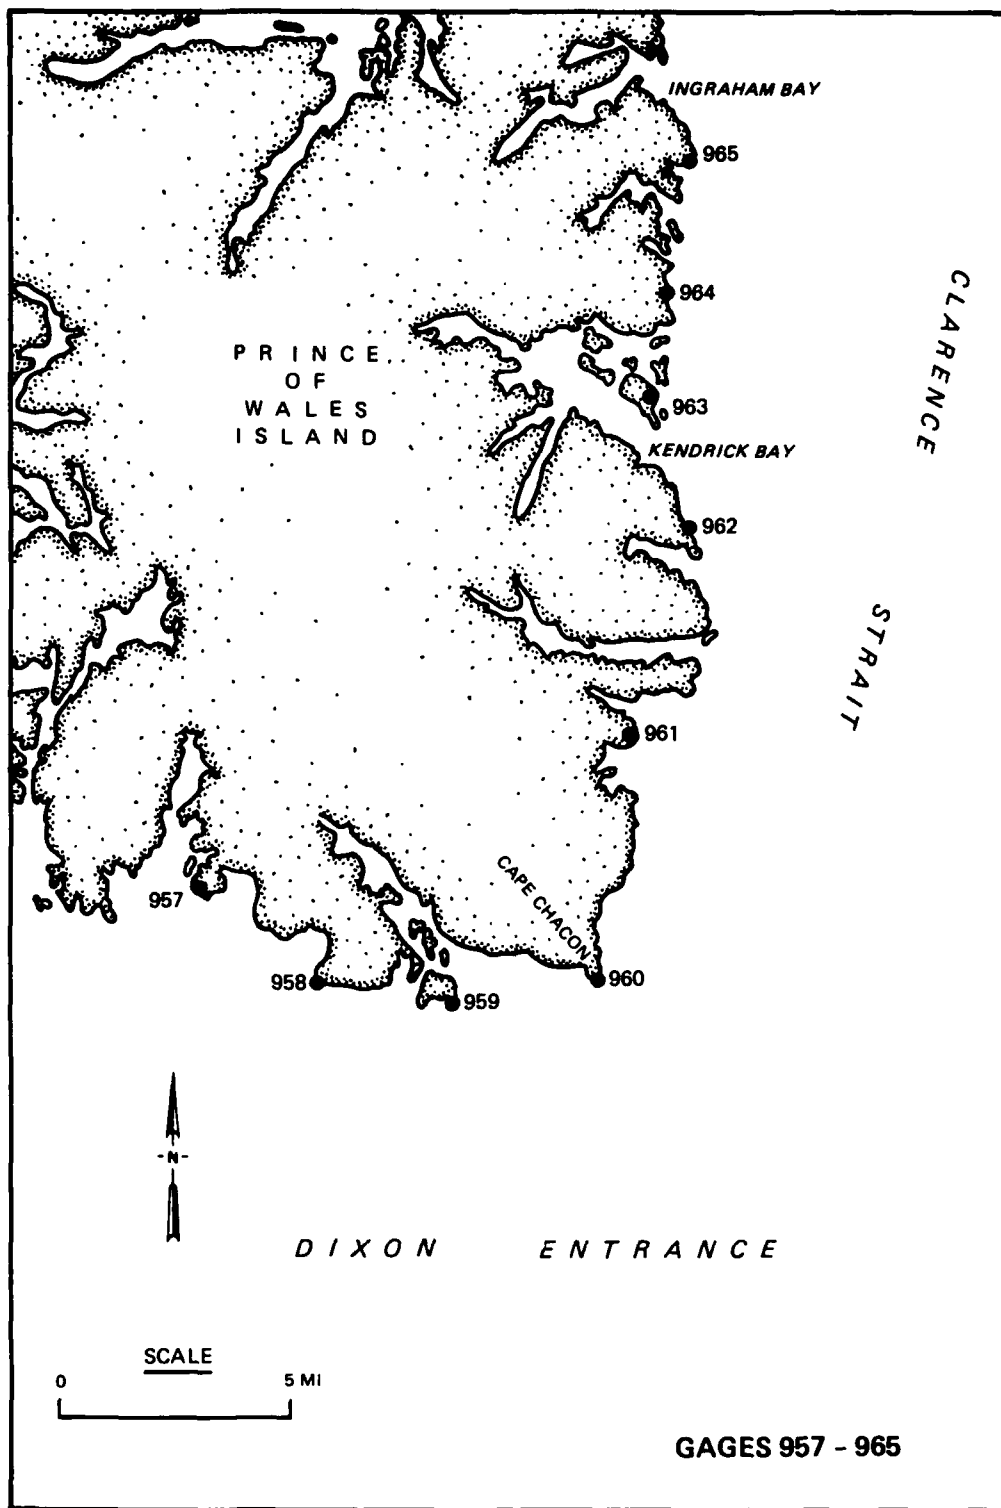 INGRAHAM BAY
965
964
PRINCE
OF
WALES
ISLAND
CLARENCE
963
KENDRICK BAY
962
STRAIT
961
CAPE CHACON
957
958
960
959
-N-
DIXON ENTRANCE
SCALE
0 5 MI
GAGES 957 - 965